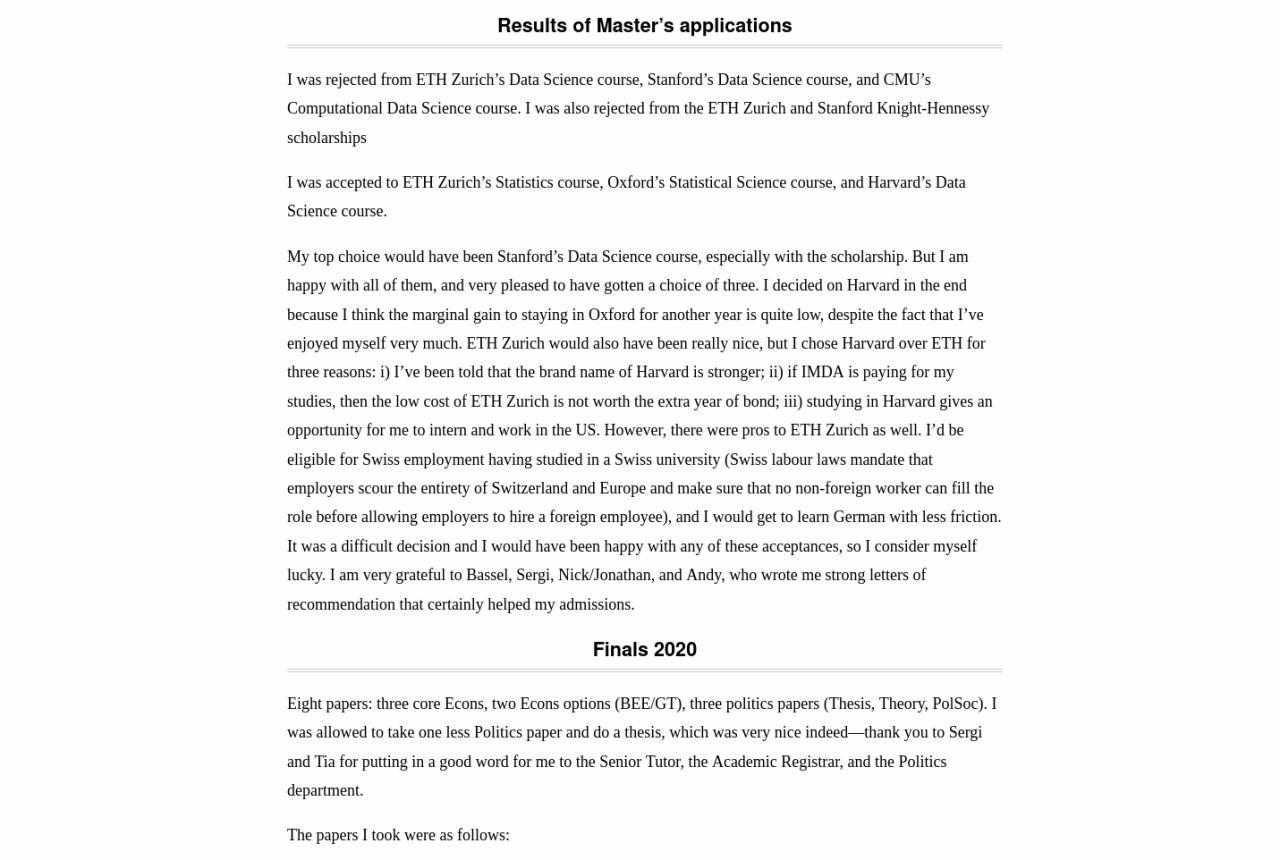 Results of Master’s applications
I was rejected from ETH Zurich’s Data Science course, Stanford’s Data Science course, and CMU’s
Computational Data Science course. I was also rejected from the ETH Zurich and Stanford Knight-Hennessy
scholarships
I was accepted to ETH Zurich’s Statistics course, Oxford’s Statistical Science course, and Harvard’s Data
Science course.
My top choice would have been Stanford’s Data Science course, especially with the scholarship. But I am
happy with all of them, and very pleased to have gotten a choice of three. I decided on Harvard in the end
because I think the marginal gain to staying in Oxford for another year is quite low, despite the fact that I’ve
enjoyed myself very much. ETH Zurich would also have been really nice, but I chose Harvard over ETH for
three reasons: i) I’ve been told that the brand name of Harvard is stronger; ii) if IMDA is paying for my
studies, then the low cost of ETH Zurich is not worth the extra year of bond; iii) studying in Harvard gives an
opportunity for me to intern and work in the US. However, there were pros to ETH Zurich as well. I’d be
eligible for Swiss employment having studied in a Swiss university (Swiss labour laws mandate that
employers scour the entirety of Switzerland and Europe and make sure that no non-foreign worker can fill the
role before allowing employers to hire a foreign employee), and I would get to learn German with less friction.
It was a difficult decision and I would have been happy with any of these acceptances, so I consider myself
lucky. I am very grateful to Bassel, Sergi, Nick/Jonathan, and Andy, who wrote me strong letters of
recommendation that certainly helped my admissions.
Finals 2020
Eight papers: three core Econs, two Econs options (BEE/GT), three politics papers (Thesis, Theory, PolSoc). I
was allowed to take one less Politics paper and do a thesis, which was very nice indeed—thank you to Sergi
and Tia for putting in a good word for me to the Senior Tutor, the Academic Registrar, and the Politics
department.
The papers I took were as follows: